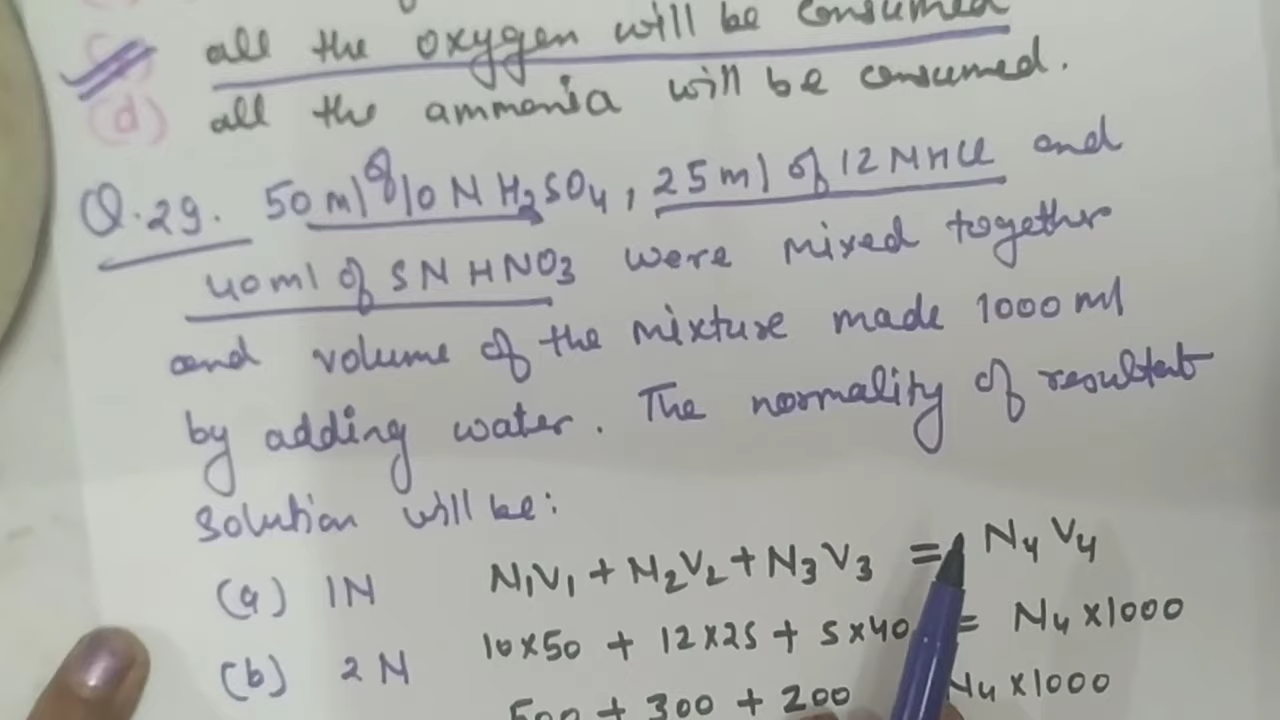 all the oxygen will be consumed
(d) all the ammonia will be consumed.
Q.29. 50 ml of 10 N H₂SO₄, 25 ml of 12 N HCl and
40 ml of 5 N HNO₃ were mixed together
and volume of the mixture made 1000 ml
by adding water. The normality of resultant
solution will be:
(a) 1N N₁V₁ + N₂V₂ + N₃V₃ = N₄V₄
(b) 2N 10×50 + 12×25 + 5×40 = N₄×1000
500 + 300 + 200 N₄×1000